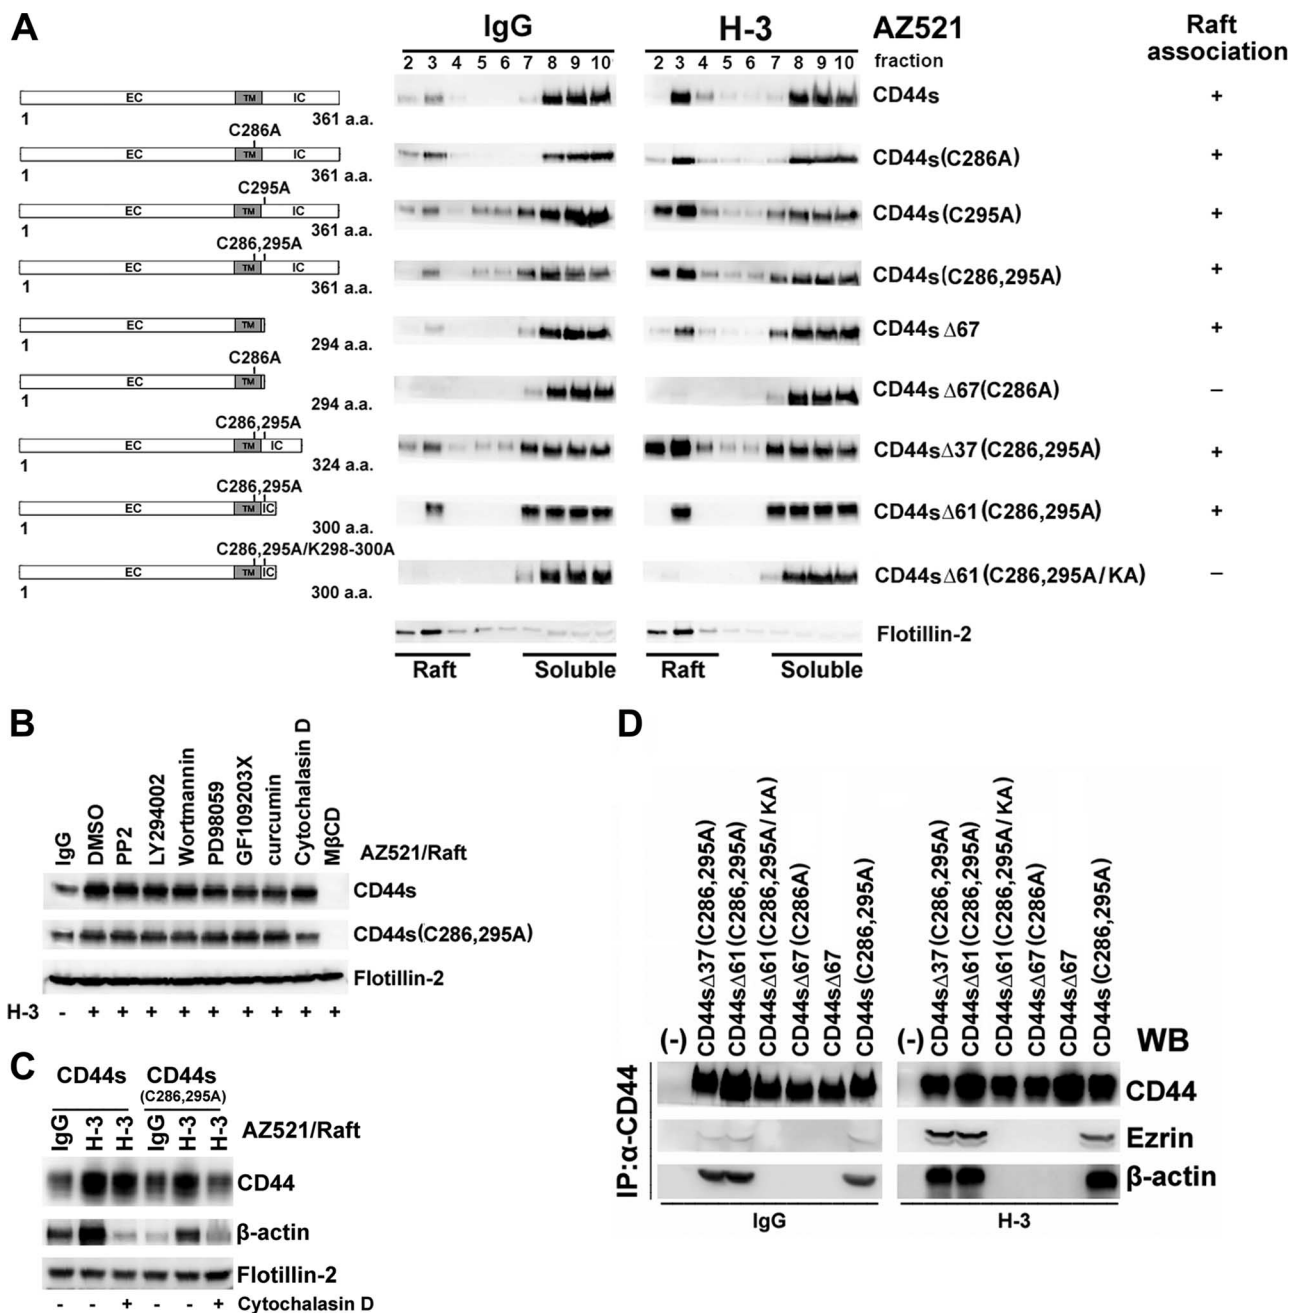 A
IgG
H-3
AZ521
Raft association
2 3 4 5 6 7 8 9 10
2 3 4 5 6 7 8 9 10
fraction
EC TM IC
1 361 a.a.
CD44s
+
C286A
EC TM IC
1 361 a.a.
CD44s(C286A)
+
C295A
EC TM IC
1 361 a.a.
CD44s(C295A)
+
C286,295A
EC TM IC
1 361 a.a.
CD44s(C286,295A)
+
EC TM
1 294 a.a.
CD44s Δ67
+
C286A
EC TM
1 294 a.a.
CD44s Δ67(C286A)
–
C286,295A
EC TM IC
1 324 a.a.
CD44sΔ37(C286,295A)
+
C286,295A
EC TM IC
1 300 a.a.
CD44sΔ61(C286,295A)
+
C286,295A/K298-300A
EC TM IC
1 300 a.a.
CD44sΔ61(C286,295A/KA)
–
Flotillin-2
Raft Soluble Raft Soluble
B
IgG
DMSO
PP2
LY294002
Wortmannin
PD98059
GF109203X
curcumin
Cytochalasin D
MβCD
AZ521/Raft
CD44s
CD44s(C286,295A)
Flotillin-2
H-3 - + + + + + + + + +
C
CD44s
CD44s
(C286,295A)
IgG
H-3
H-3
IgG
H-3
H-3
AZ521/Raft
CD44
β-actin
Flotillin-2
- - + - - + Cytochalasin D
D
(-)
CD44sΔ37(C286,295A)
CD44sΔ61(C286,295A)
CD44sΔ61(C286,295A/KA)
CD44sΔ67(C286A)
CD44sΔ67
CD44s(C286,295A)
(-)
CD44sΔ37(C286,295A)
CD44sΔ61(C286,295A)
CD44sΔ61(C286,295A/KA)
CD44sΔ67(C286A)
CD44sΔ67
CD44s(C286,295A)
WB
IP:α-CD44
CD44
Ezrin
β-actin
IgG
H-3